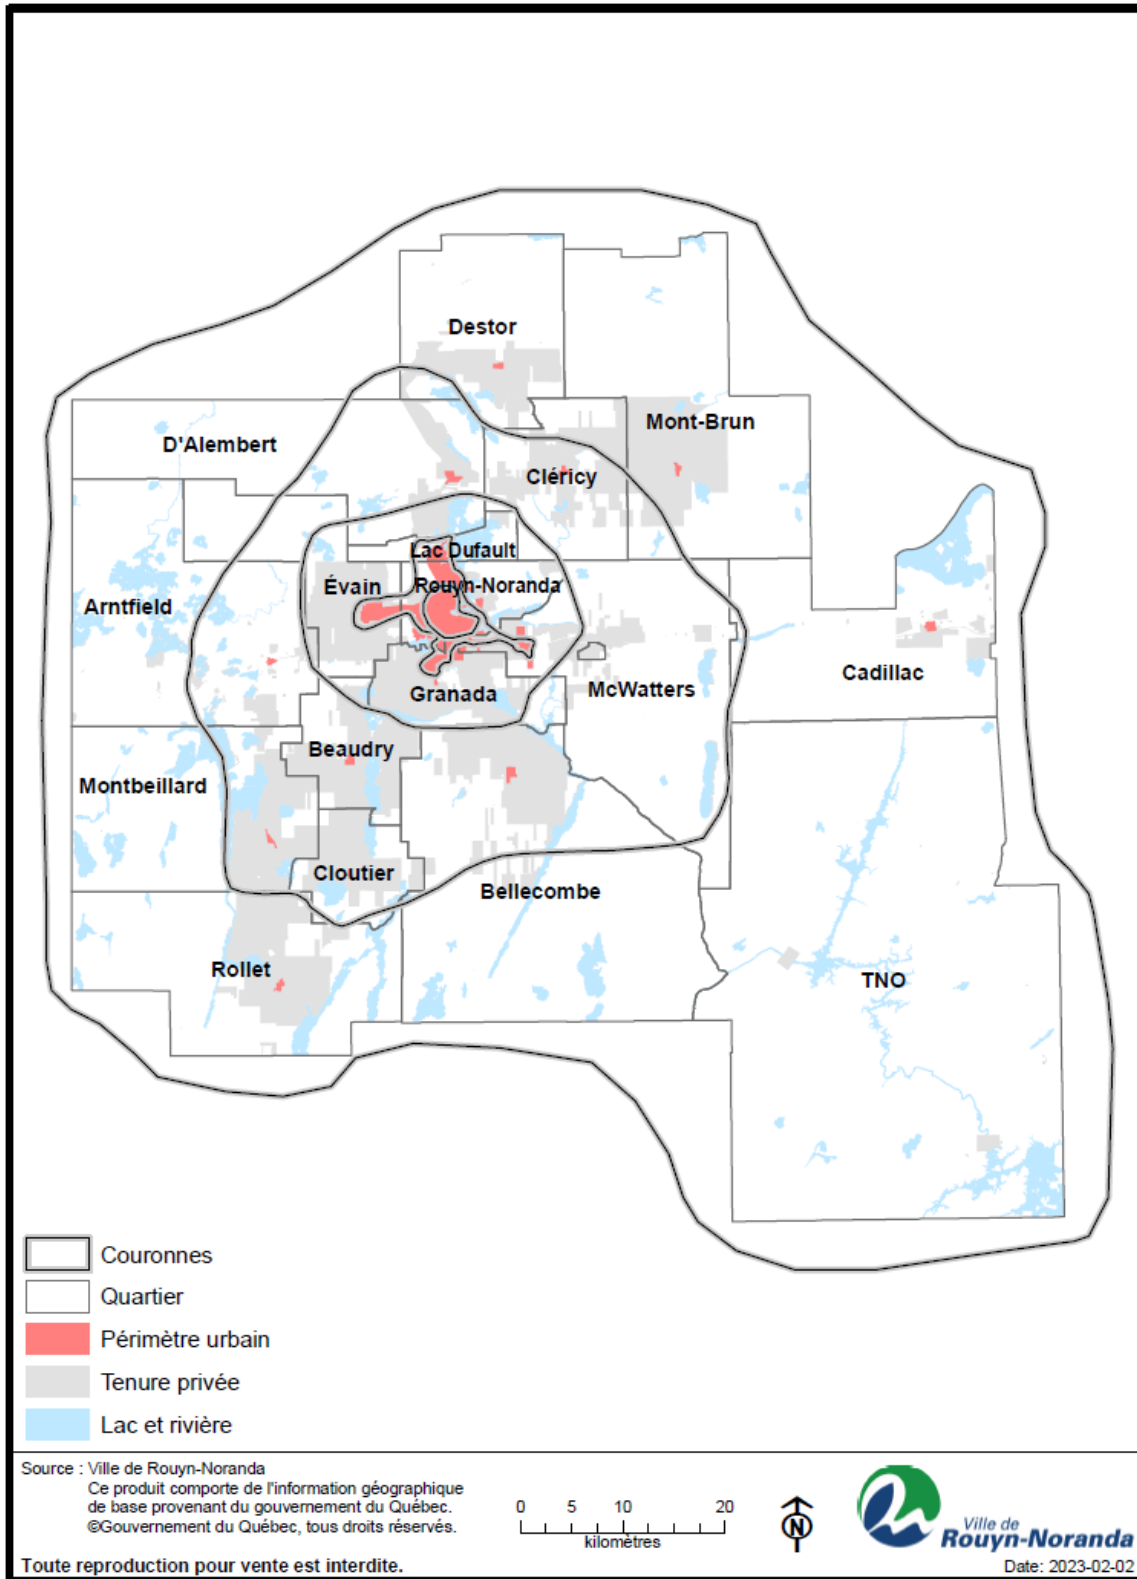 Destor
Mont-Brun
D'Alembert
Cléricy
Lac Dufault
Évain
Rouyn-Noranda
Arntfield
Cadillac
Granada
McWatters
Beaudry
Montbeillard
Cloutier
Bellecombe
Rollet
TNO
Couronnes
Quartier
Périmètre urbain
Tenure privée
Lac et rivière
Source : Ville de Rouyn-Noranda
Ce produit comporte de l'information géographique
de base provenant du gouvernement du Québec.
©Gouvernement du Québec, tous droits réservés.
Toute reproduction pour vente est interdite.
0 5 10 20
kilomètres
N
Ville de
Rouyn-Noranda
Date: 2023-02-02